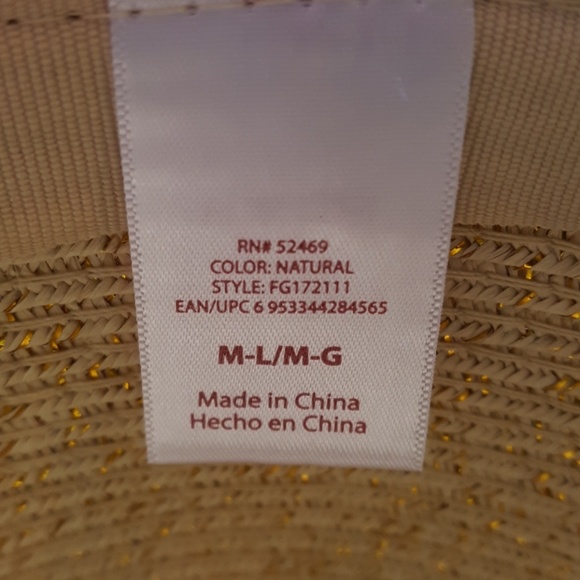 RN# 52469
COLOR: NATURAL
STYLE: FG172111
EAN/UPC 6 953344284565
M-L/M-G
Made in China
Hecho en China